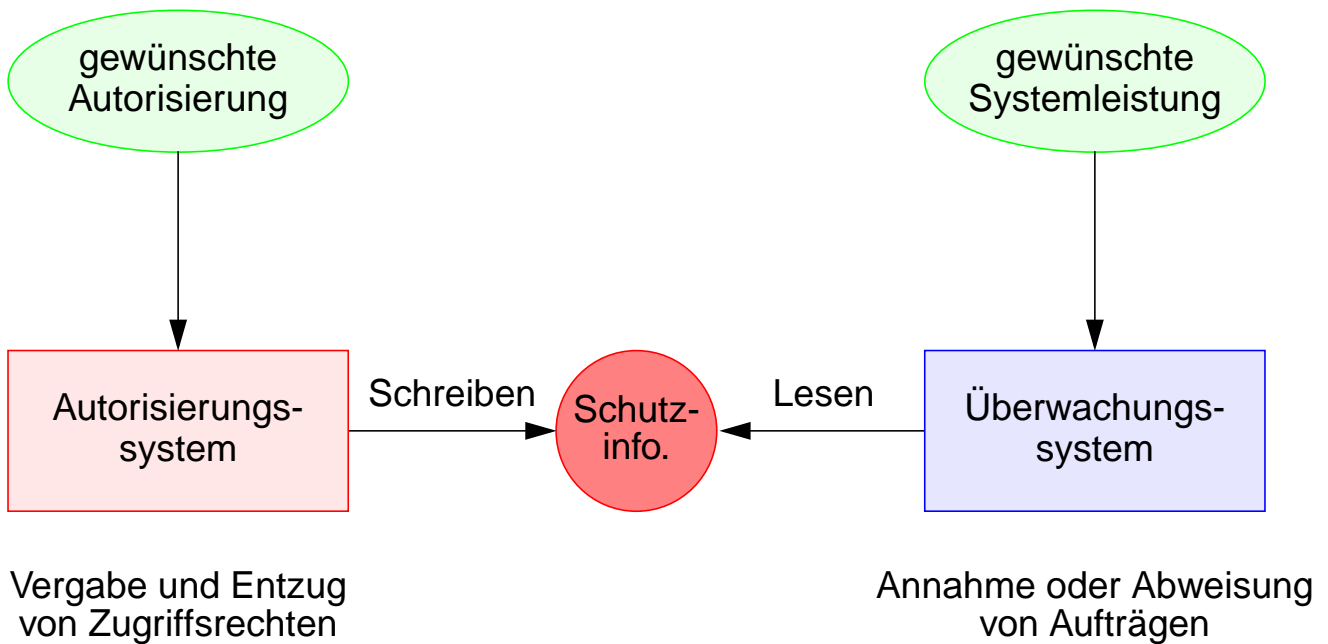 gewünschte
Autorisierung
gewünschte
Systemleistung
Autorisierungs-
system
Schreiben
Schutz-
info.
Lesen
Überwachungs-
system
Vergabe und Entzug
von Zugriffsrechten
Annahme oder Abweisung
von Aufträgen